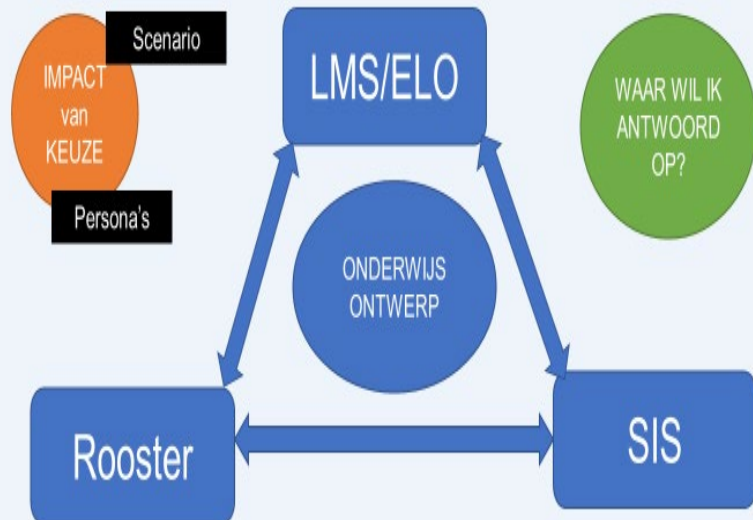 Scenario
IMPACT
van
KEUZE
Persona's
LMS/ELO
WAAR WIL IK
ANTWOORD
OP?
ONDERWIJS
ONTWERP
Rooster
SIS